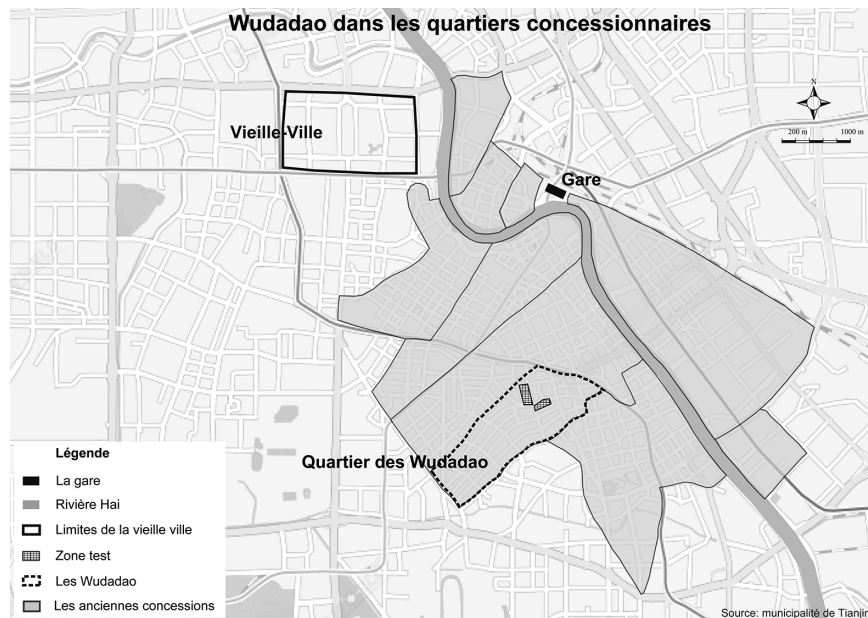 Wudadao dans les quartiers concessionnaires
N
200 m 1000 m
Vieille-Ville
Gare
Quartier des Wudadao
Légende
La gare
Rivière Hai
Limites de la vieille ville
Zone test
Les Wudadao
Les anciennes concessions
Source: municipalité de Tianjin